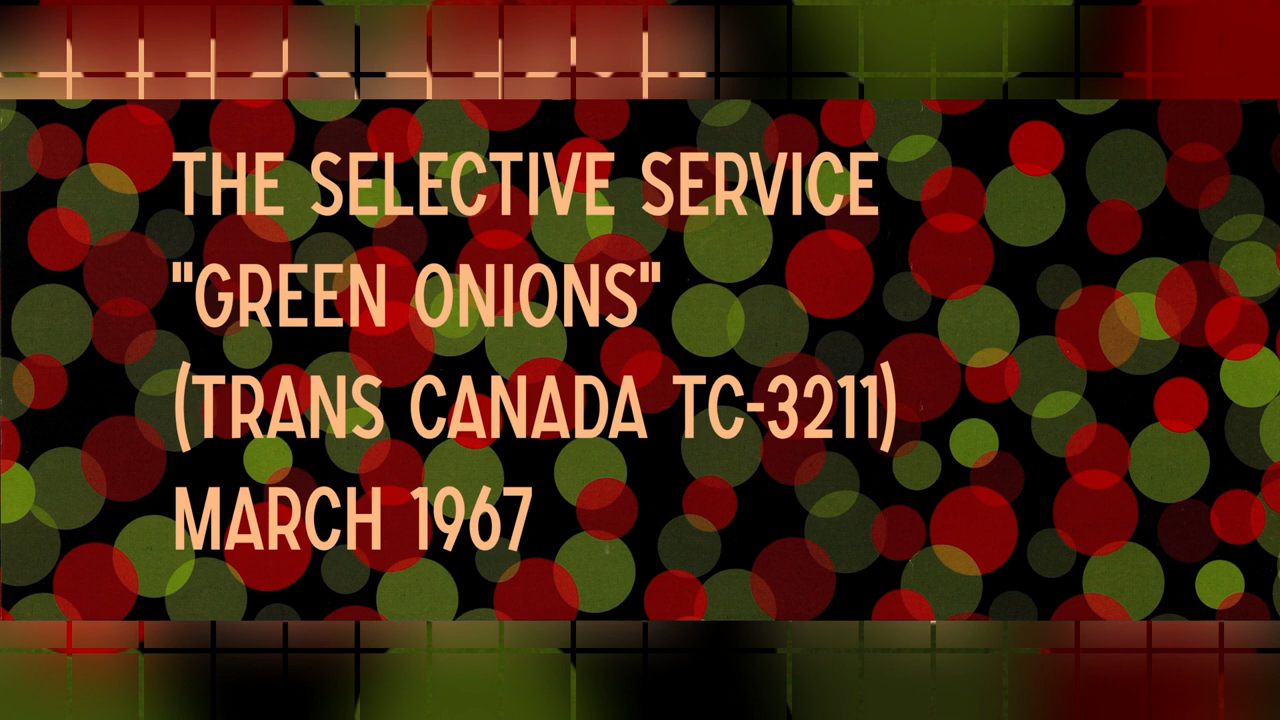 THE SELECTIVE SERVICE
"GREEN ONIONS"
(TRANS CANADA TC-3211)
MARCH 1967